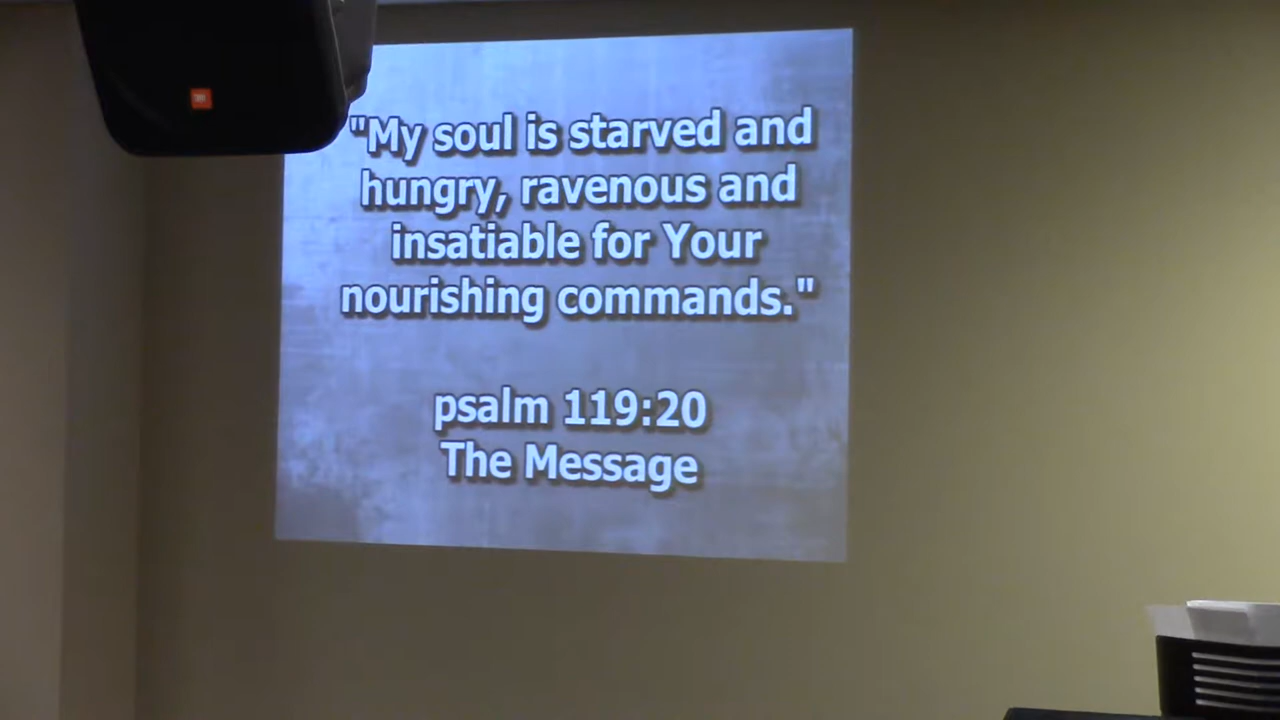 "My soul is starved and
hungry, ravenous and
insatiable for Your
nourishing commands."
psalm 119:20
The Message